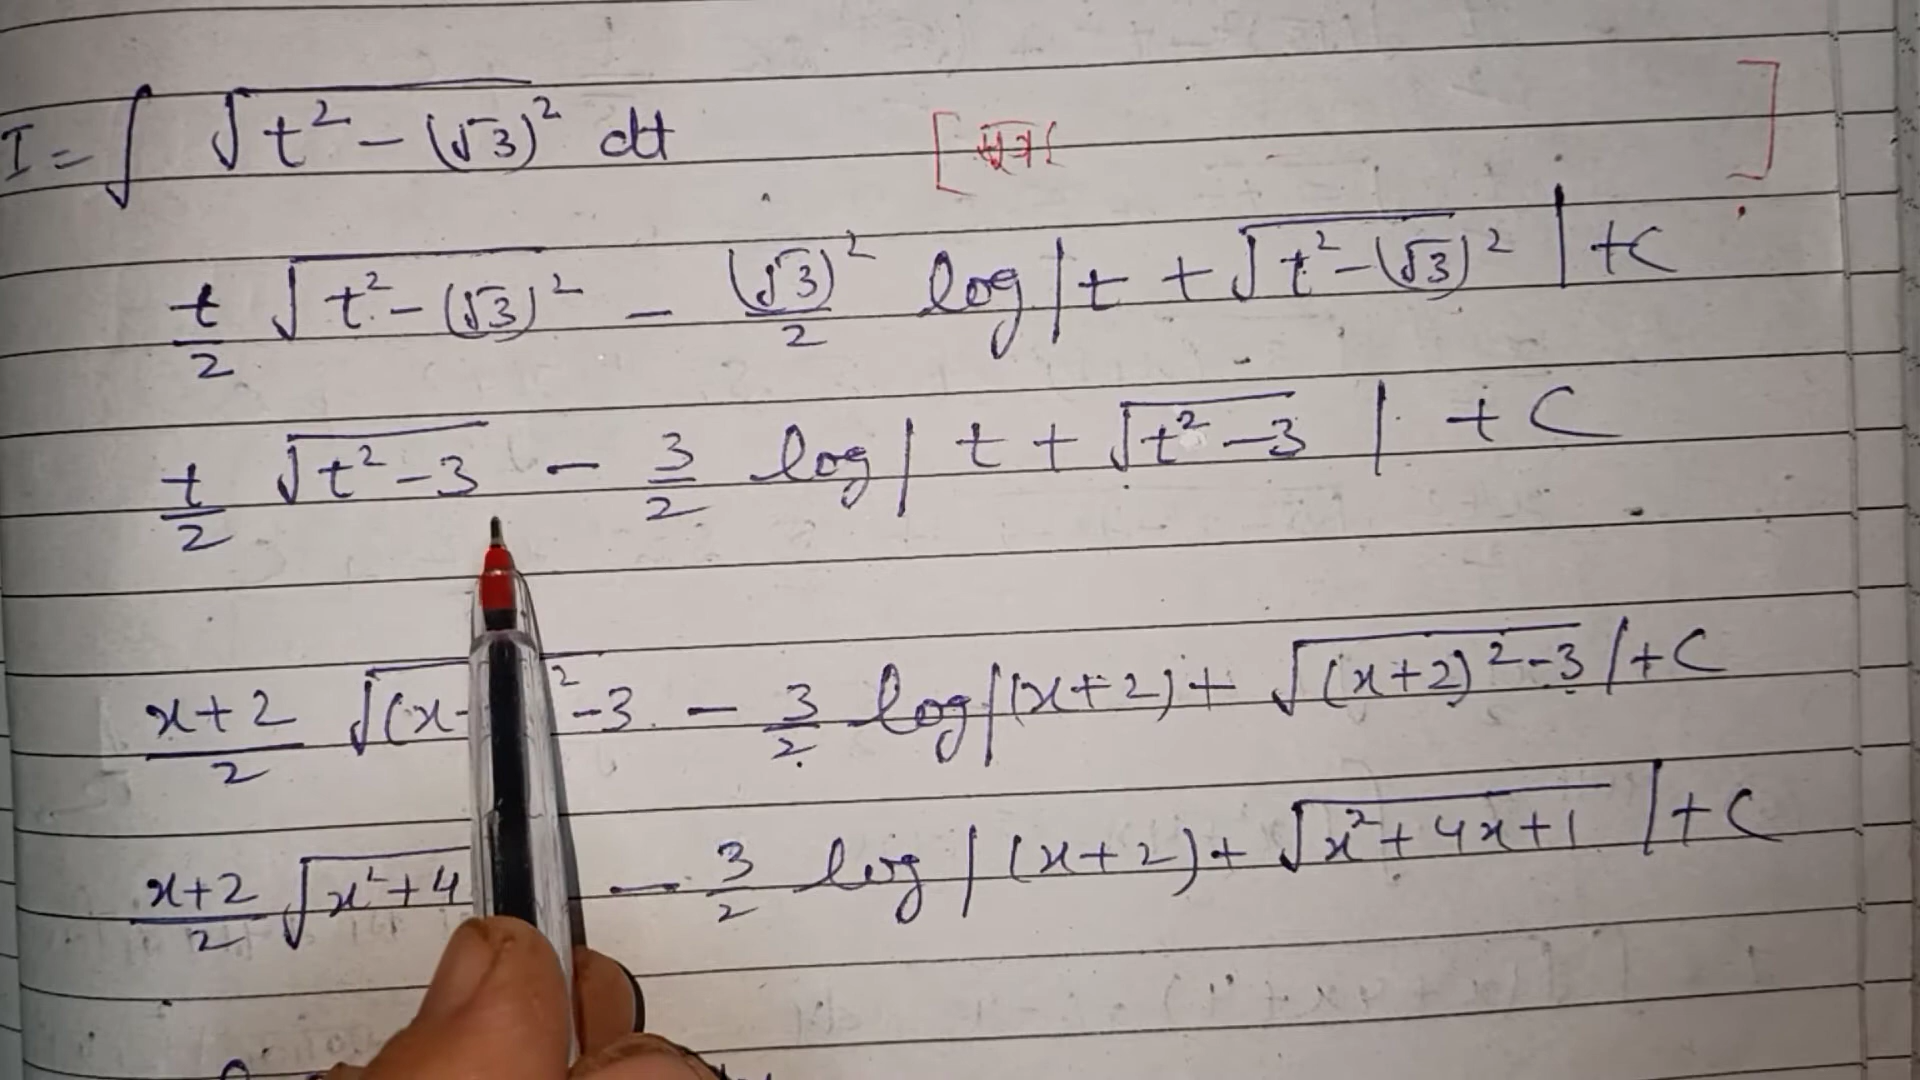 I = ∫ √(t² - (√3)²) dt [ ]
t/2 √(t² - (√3)²) - (√3)²/2 log |t + √(t² - (√3)²)| + C
t/2 √(t² - 3) - 3/2 log | t + √(t² - 3) | + C
x+2/2 √(x- ² - 3 - 3/2 log |(x+2) + √((x+2)² - 3)| + C
x+2/2 √x² + 4 - 3/2 log | (x+2) + √(x² + 4x + 1) | + C